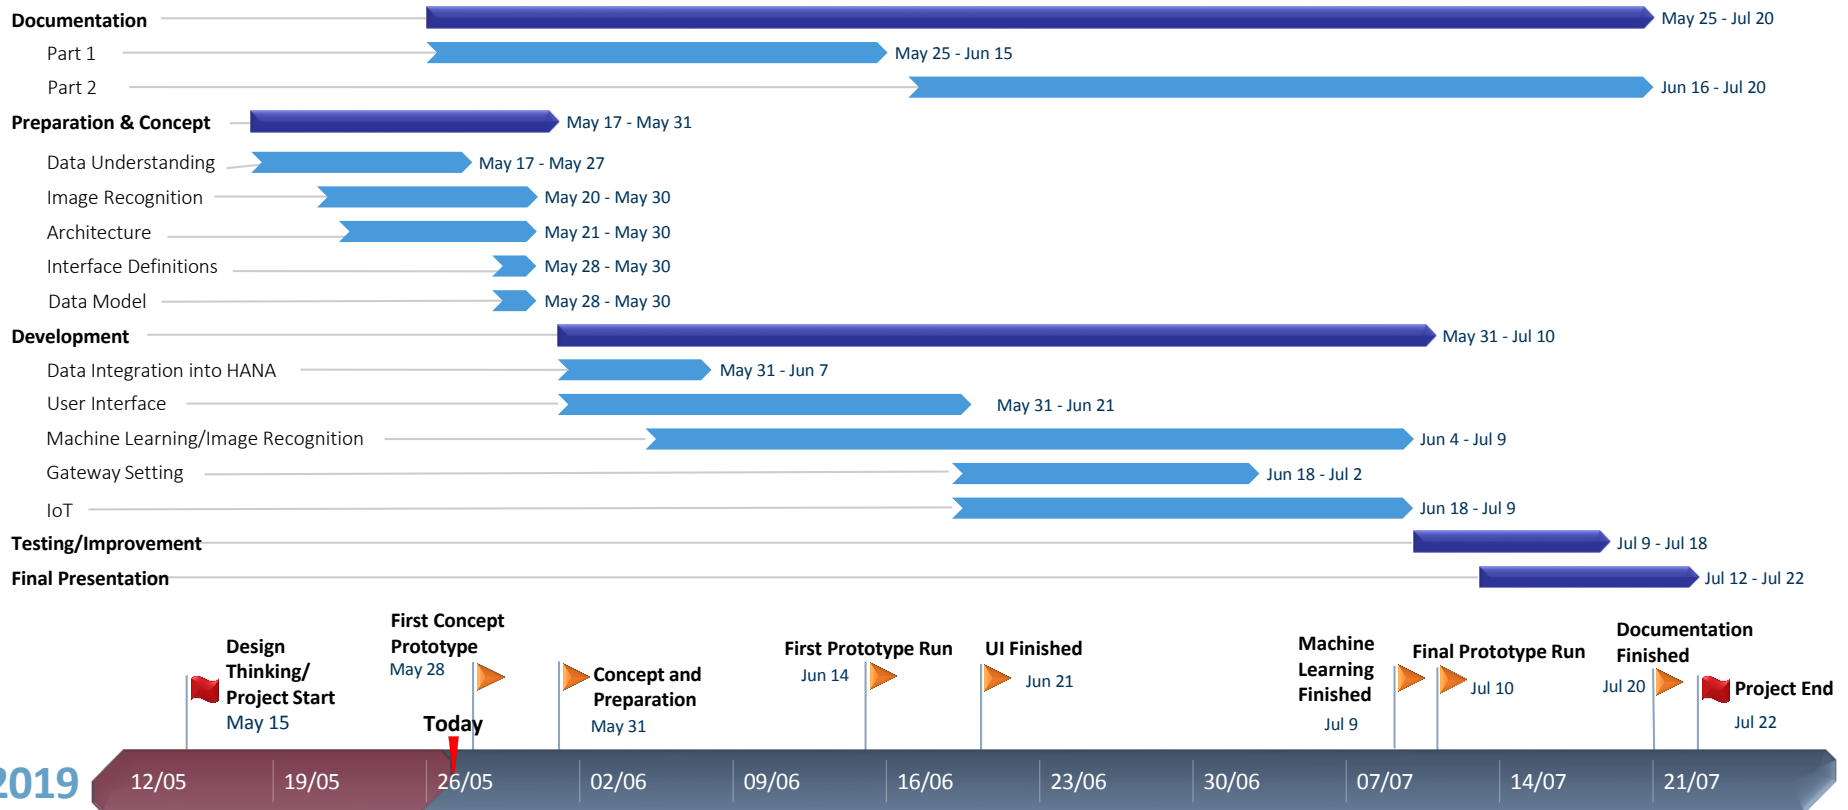 Documentation
May 25 - Jul 20
Part 1
May 25 - Jun 15
Part 2
Jun 16 - Jul 20
Preparation & Concept
May 17 - May 31
Data Understanding
May 17 - May 27
Image Recognition
May 20 - May 30
Architecture
May 21 - May 30
Interface Definitions
May 28 - May 30
Data Model
May 28 - May 30
Development
May 31 - Jul 10
Data Integration into HANA
May 31 - Jun 7
User Interface
May 31 - Jun 21
Machine Learning/Image Recognition
Jun 4 - Jul 9
Gateway Setting
Jun 18 - Jul 2
IoT
Jun 18 - Jul 9
Testing/Improvement
Jul 9 - Jul 18
Final Presentation
Jul 12 - Jul 22
Design
Thinking/
Project Start
May 15
First Concept
Prototype
May 28
Today
Concept and
Preparation
May 31
First Prototype Run
Jun 14
UI Finished
Jun 21
Machine
Learning
Finished
Jul 9
Final Prototype Run
Jul 10
Documentation
Finished
Jul 20
Project End
Jul 22
2019
12/05
19/05
26/05
02/06
09/06
16/06
23/06
30/06
07/07
14/07
21/07